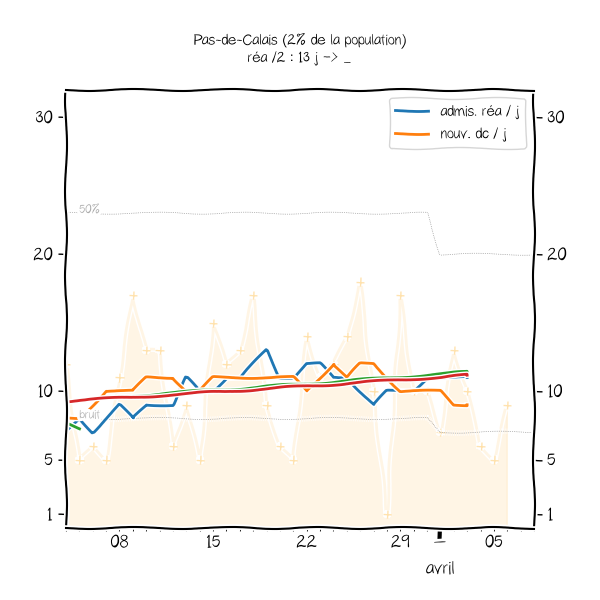 Pas-de-Calais (2% de la population)
réa /2 : 13 j -> _
admis. réa / j
nouv. dc / j
30
30
50%
20
20
10
10
bruit
5
5
1
1
08
15
22
29
1
05
avril